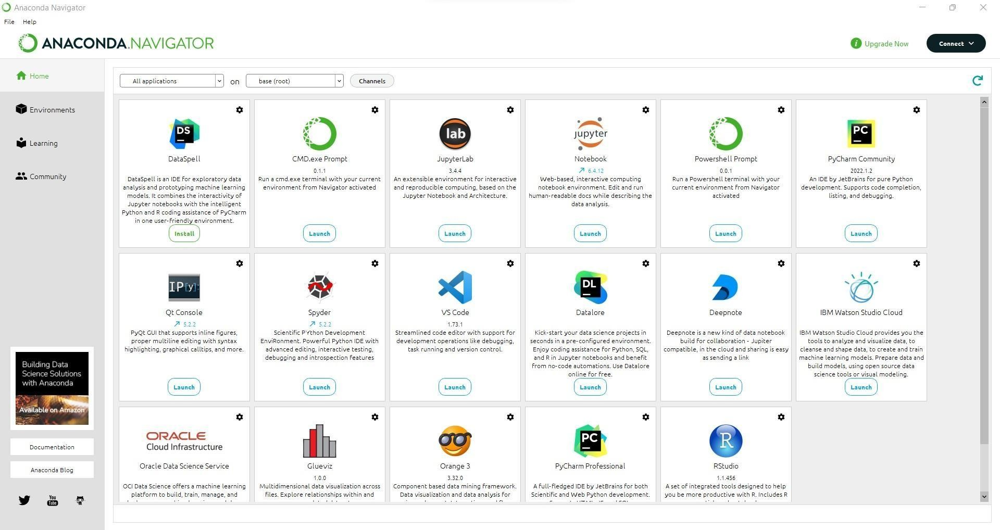 Anaconda Navigator
File Help
ANACONDA.NAVIGATOR
i Upgrade Now
Connect
Home
Environments
Learning
Community
All applications on base (root) Channels
DS
DataSpell
DataSpell is an IDE for exploratory data
analysis and prototyping machine learning
models. It combines the interactivity of
Jupyter notebooks with the intelligent
Python and R coding assistance of PyCharm
in one user-friendly environment.
Install
CMD.exe Prompt
0.1.1
Run a cmd.exe terminal with your current
environment from Navigator activated
Launch
lab
JupyterLab
3.4.4
An extensible environment for interactive
and reproducible computing, based on the
Jupyter Notebook and Architecture.
Launch
jupyter
Notebook
6.4.12
Web-based, interactive computing
notebook environment. Edit and run
human-readable docs while describing the
data analysis.
Launch
Powershell Prompt
0.0.1
Run a Powershell terminal with your
current environment from Navigator
activated
Launch
PC
PyCharm Community
2022.1.2
An IDE by JetBrains for pure Python
development. Supports code completion,
listing, and debugging.
Launch
IP[y]:
Qt Console
5.2.2
PyQt GUI that supports inline figures,
proper multiline editing with syntax
highlighting, graphical calltips, and more.
Launch
Spyder
5.2.2
Scientific PYthon Development
EnviRonment. Powerful Python IDE with
advanced editing, interactive testing,
debugging and introspection features
Launch
VS Code
1.73.1
Streamlined code editor with support for
development operations like debugging,
task running and version control.
Launch
DL
Datalore
Kick-start your data science projects in
seconds in a pre-configured environment.
Enjoy coding assistance for Python, SQL,
and R in Jupyter notebooks and benefit
from no-code automations. Use Datalore
online for free.
Launch
Deepnote
Deepnote is a new kind of data notebook
build for collaboration - Jupiter
compatible, in the cloud and sharing is easy
as sending a link
Launch
IBM Watson Studio Cloud
IBM Watson Studio Cloud provides you the
tools to analyze and visualize data, to
cleanse and shape data, to create and train
machine learning models. Prepare data and
build models, using open source data
science tools or visual modeling.
Launch
ORACLE
Cloud Infrastructure
Oracle Data Science Service
OCI Data Science offers a machine learning
platform to build, train, manage, and
Glueviz
1.0.0
Multidimensional data visualization across
files. Explore relationships within and
Orange 3
3.32.0
Component based data mining framework.
Data visualization and data analysis for
PC
PyCharm Professional
A full-fledged IDE by JetBrains for both
Scientific and Web Python development.
R
RStudio
1.1.456
A set of integrated tools designed to help
you be more productive with R. Includes R
Building Data
Science Solutions
with Anaconda
Available on Amazon
Documentation
Anaconda Blog
You
Tube